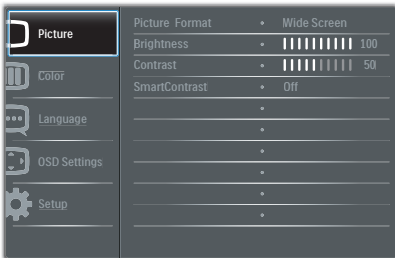 Picture
Color
Language
OSD Settings
Setup
Picture Format • Wide Screen
Brightness • 100
Contrast • 50
SmartContrast • Off